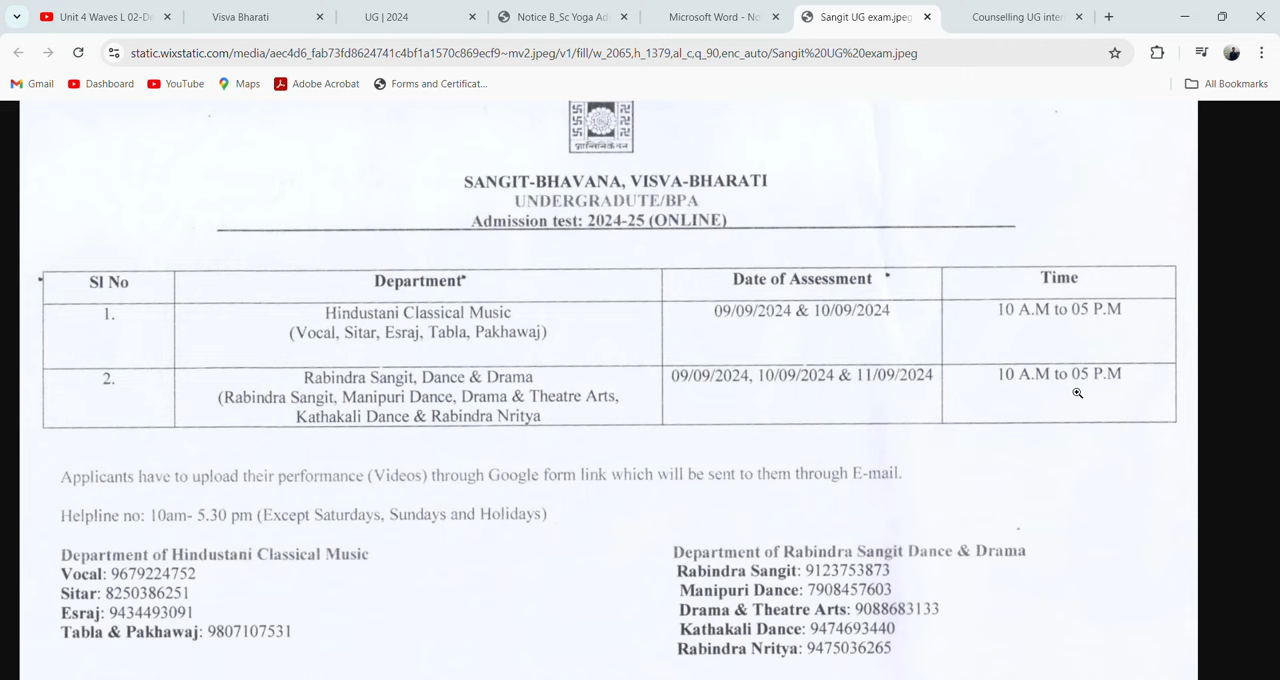 Unit 4 Waves L 02-De
Visva Bharati
UG | 2024
Notice B_Sc Yoga Ad
Microsoft Word - No
Sangit UG exam.jpeg
Counselling UG inter
static.wixstatic.com/media/aec4d6_fab73fd8624741c4bf1a1570c869ecf9~mv2.jpeg/v1/fill/w_2065,h_1379,al_c,q_90,enc_auto/Sangit%20UG%20exam.jpeg
Gmail
Dashboard
YouTube
Maps
Adobe Acrobat
Forms and Certificat...
All Bookmarks
SANGIT-BHAVANA, VISVA-BHARATI
UNDERGRADUTE/BPA
Admission test: 2024-25 (ONLINE)
Sl No Department* Date of Assessment Time
1. Hindustani Classical Music 09/09/2024 & 10/09/2024 10 A.M to 05 P.M
(Vocal, Sitar, Esraj, Tabla, Pakhawaj)
2. Rabindra Sangit, Dance & Drama 09/09/2024, 10/09/2024 & 11/09/2024 10 A.M to 05 P.M
(Rabindra Sangit, Manipuri Dance, Drama & Theatre Arts,
Kathakali Dance & Rabindra Nritya
Applicants have to upload their performance (Videos) through Google form link which will be sent to them through E-mail.
Helpline no: 10am- 5.30 pm (Except Saturdays, Sundays and Holidays)
Department of Hindustani Classical Music
Vocal: 9679224752
Sitar: 8250386251
Esraj: 9434493091
Tabla & Pakhawaj: 9807107531
Department of Rabindra Sangit Dance & Drama
Rabindra Sangit: 9123753873
Manipuri Dance: 7908457603
Drama & Theatre Arts: 9088683133
Kathakali Dance: 9474693440
Rabindra Nritya: 9475036265